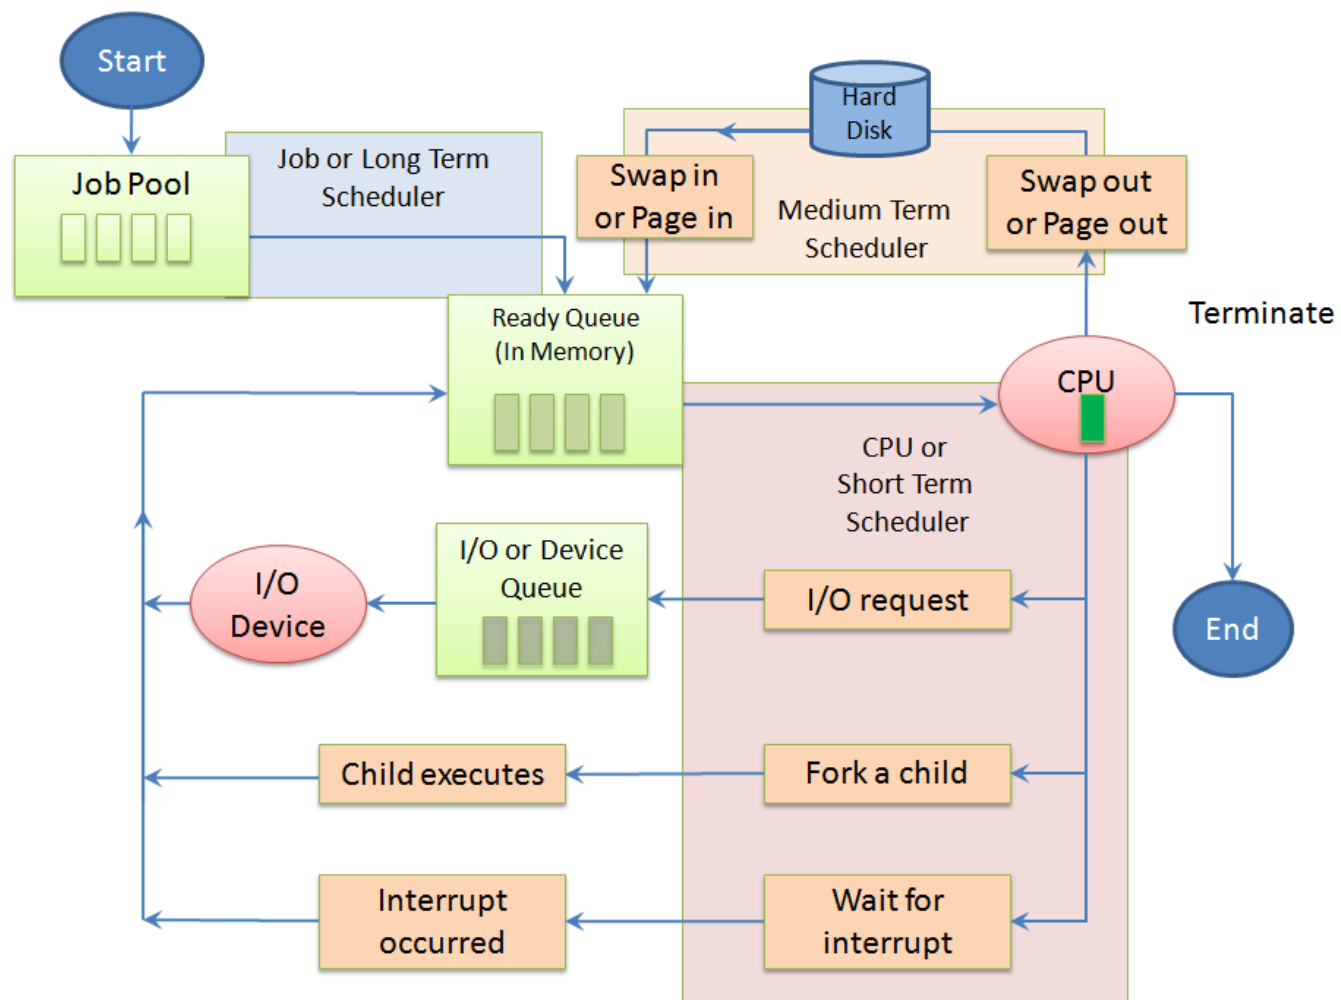 Start
Job Pool
Job or Long Term
Scheduler
Hard
Disk
Swap in
or Page in
Medium Term
Scheduler
Swap out
or Page out
Ready Queue
(In Memory)
Terminate
CPU
CPU or
Short Term
Scheduler
I/O or Device
Queue
I/O
Device
I/O request
End
Child executes
Fork a child
Interrupt
occurred
Wait for
interrupt